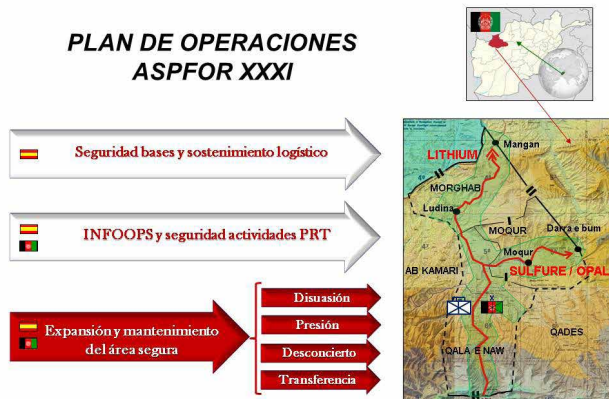 PLAN DE OPERACIONES
ASPFOR XXXI
Seguridad bases y sostenimiento logístico
INFOOPS y seguridad actividades PRT
Expansión y mantenimiento
del área segura
Disuasión
Presión
Desconcierto
Transferencia
Mangan
LITHIUM
MORGHAB
Ludina
MOQUR
Darra e bum
Moqur
AB KAMARI
SULFURE / OPAL
QADES
QALA E NAW